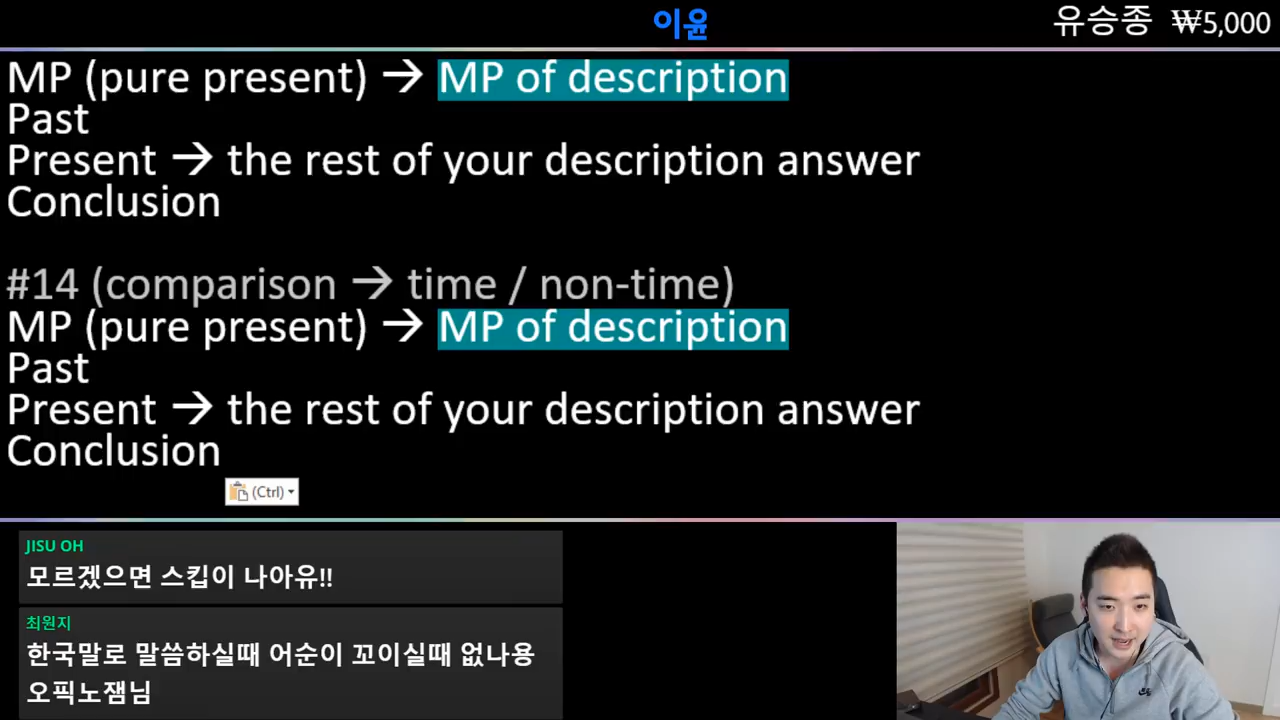 이윤
유승종 ₩5,000
MP (pure present) → MP of description
Past
Present → the rest of your description answer
Conclusion
#14 (comparison → time / non-time)
MP (pure present) → MP of description
Past
Present → the rest of your description answer
Conclusion
(Ctrl)
JISU OH
모르겠으면 스킵이 나아유!!
최원지
한국말로 말씀하실때 어순이 꼬이실때 없나용
오픽노잼님